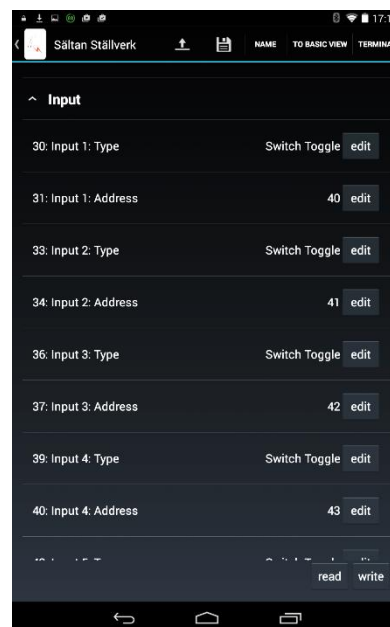 17:1
Sältan Ställverk NAME TO BASIC VIEW TERMINA
Input
30: Input 1: Type Switch Toggle edit
31: Input 1: Address 40 edit
33: Input 2: Type Switch Toggle edit
34: Input 2: Address 41 edit
36: Input 3: Type Switch Toggle edit
37: Input 3: Address 42 edit
39: Input 4: Type Switch Toggle edit
40: Input 4: Address 43 edit
read write